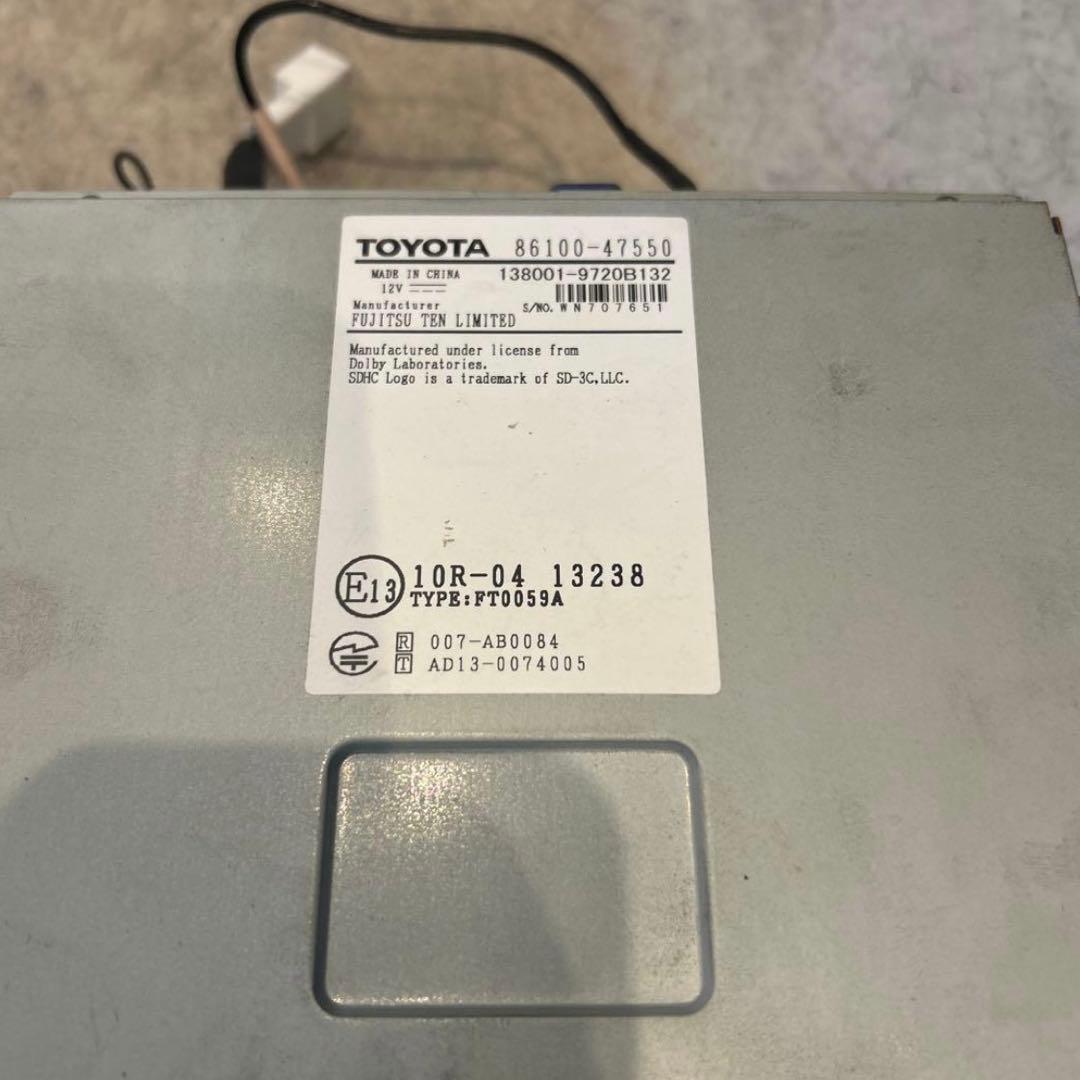 TOYOTA 86100-47550
MADE IN CHINA 138001-9720B132
12V
Manufacturer S/NO. WN707651
FUJITSU TEN LIMITED
Manufactured under license from
Dolby Laboratories.
SDHC Logo is a trademark of SD-3C,LLC.
E13 10R-04 13238
TYPE:FT0059A
R 007-AB0084
T AD13-0074005